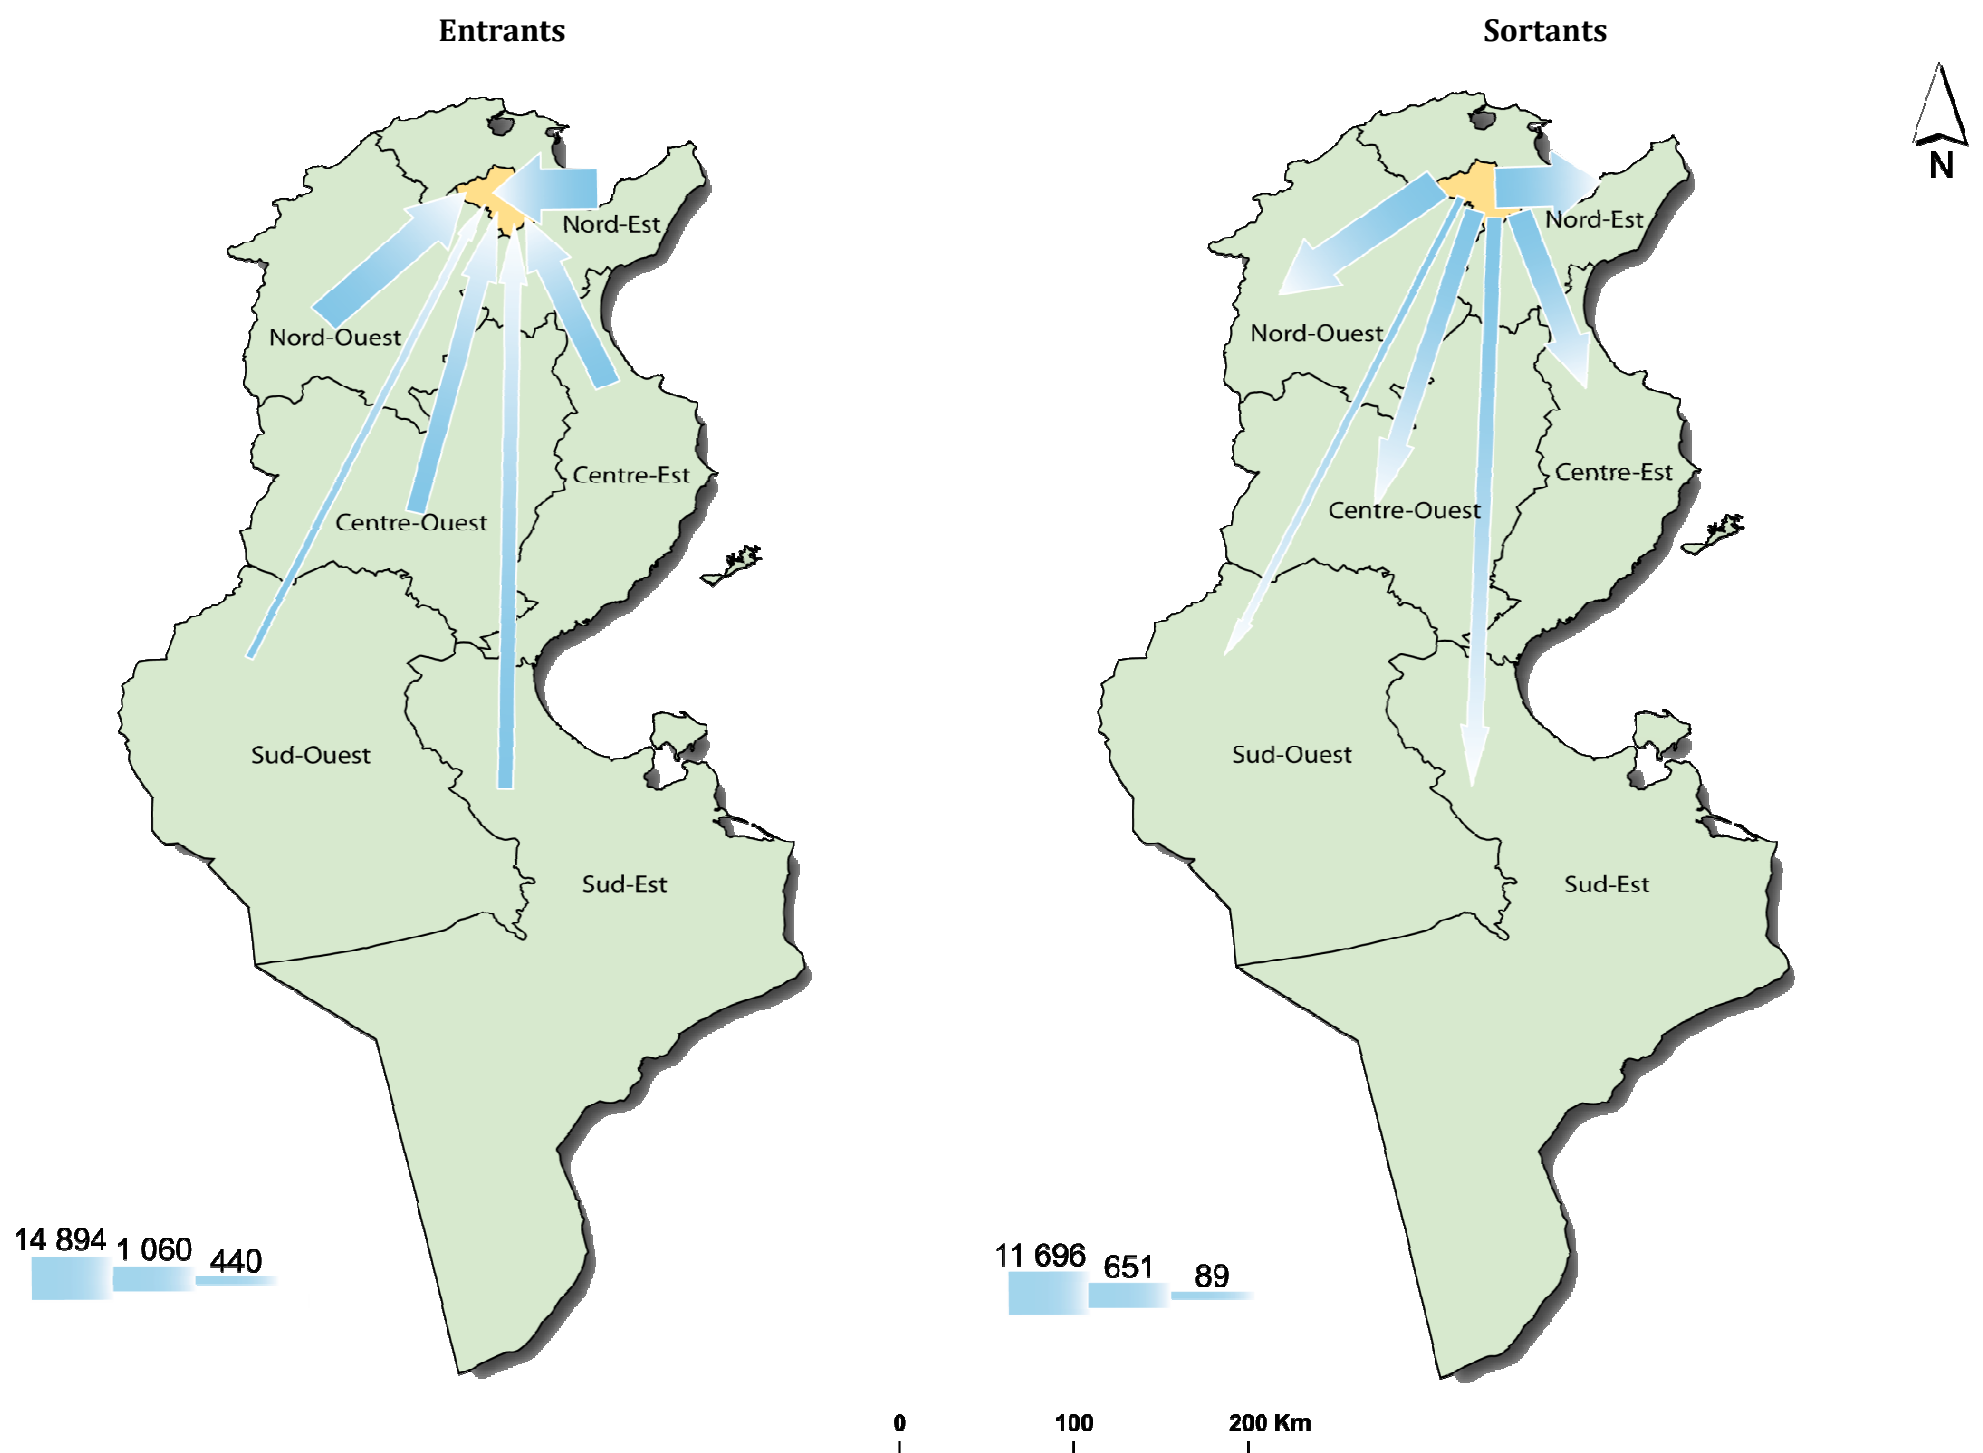 Entrants
Sortants
N
Nord-Est
Nord-Ouest
Centre-Est
Centre-Ouest
Sud-Ouest
Sud-Est
Nord-Est
Nord-Ouest
Centre-Est
Centre-Ouest
Sud-Ouest
Sud-Est
14 894 1 060 440
11 696 651 89
0 100 200 Km